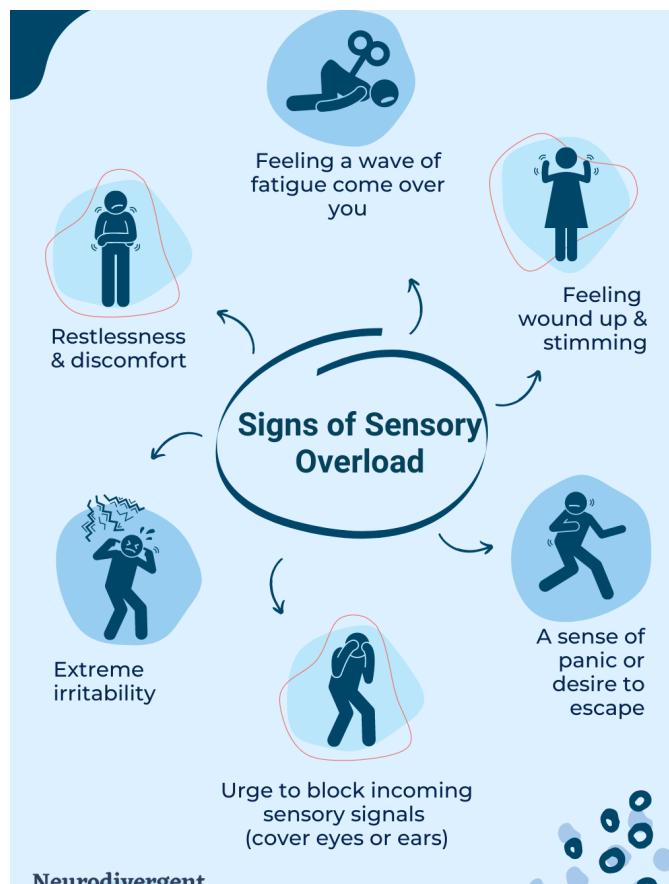 Feeling a wave of
fatigue come over
you
Feeling
wound up &
stimming
Restlessness
& discomfort
Signs of Sensory
Overload
Extreme
irritability
A sense of
panic or
desire to
escape
Urge to block incoming
sensory signals
(cover eyes or ears)
Neurodivergent